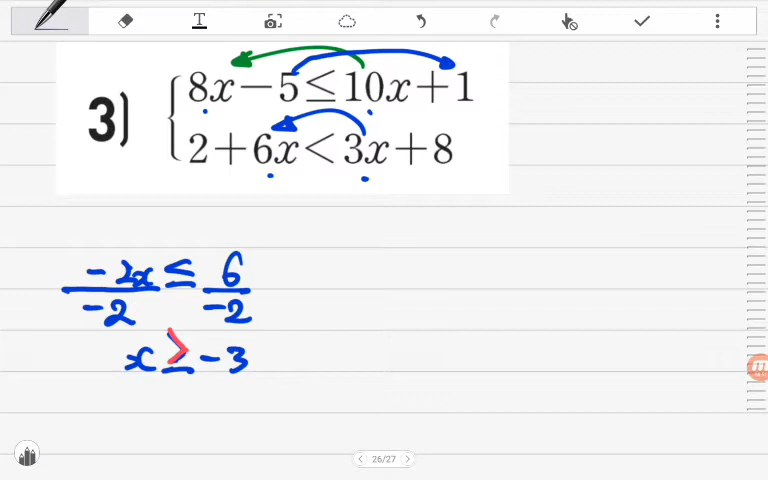 T
3)
8x−5≤10x+1
2+6x<3x+8
-2x ≤ 6
-2 -2
x ≥ -3
26/27